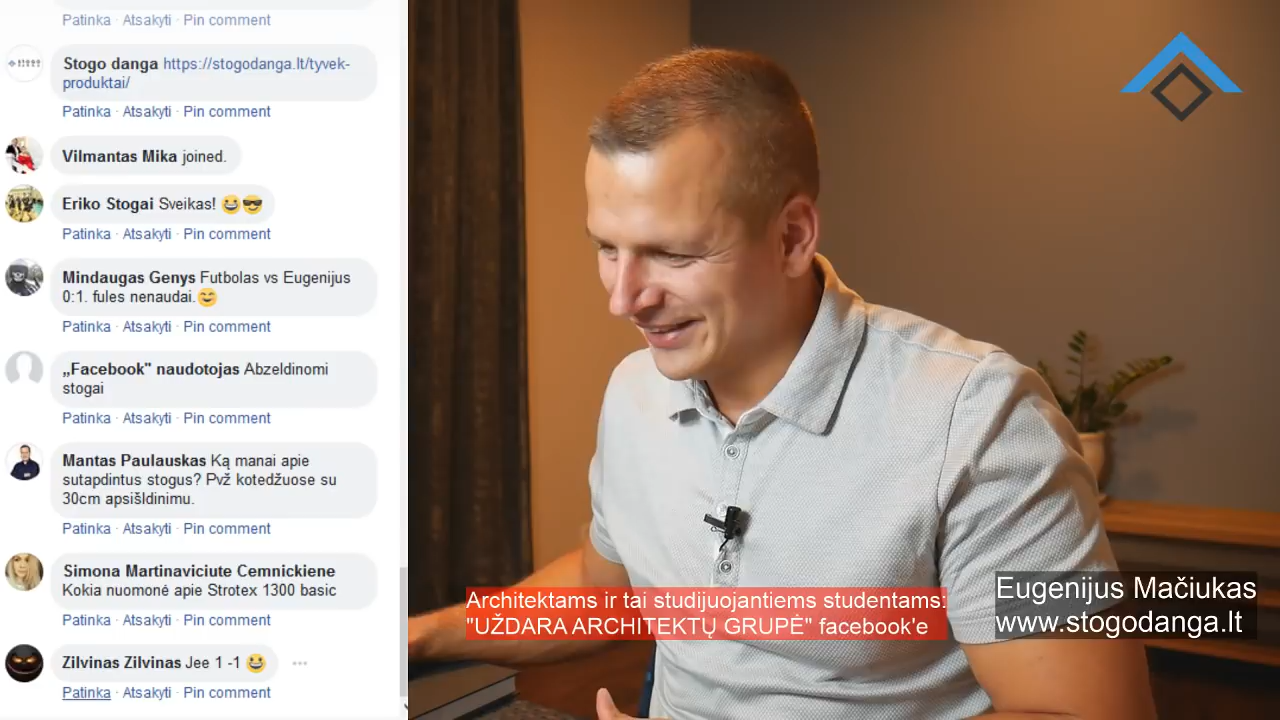 Patinka · Atsakyti · Pin comment
Stogo danga https://stogodanga.lt/tyvek-
produktai/
Patinka · Atsakyti · Pin comment
Vilmantas Mika joined.
Eriko Stogai Sveikas! 😀😎
Patinka · Atsakyti · Pin comment
Mindaugas Genys Futbolas vs Eugenijus
0:1. fules nenaudai.😊
Patinka · Atsakyti · Pin comment
„Facebook" naudotojas Abzeldinomi
stogai
Patinka · Atsakyti · Pin comment
Mantas Paulauskas Ką manai apie
sutapdintus stogus? Pvž kotedžuose su
30cm apsišldinimu.
Patinka · Atsakyti · Pin comment
Simona Martinaviciute Cemnickiene
Kokia nuomonė apie Strotex 1300 basic
Patinka · Atsakyti · Pin comment
Zilvinas Zilvinas Jee 1 -1 😀
Patinka · Atsakyti · Pin comment
Architektams ir tai studijuojantiems studentams:
"UŽDARA ARCHITEKTŲ GRUPĖ" facebook'e
Eugenijus Mačiukas
www.stogodanga.lt